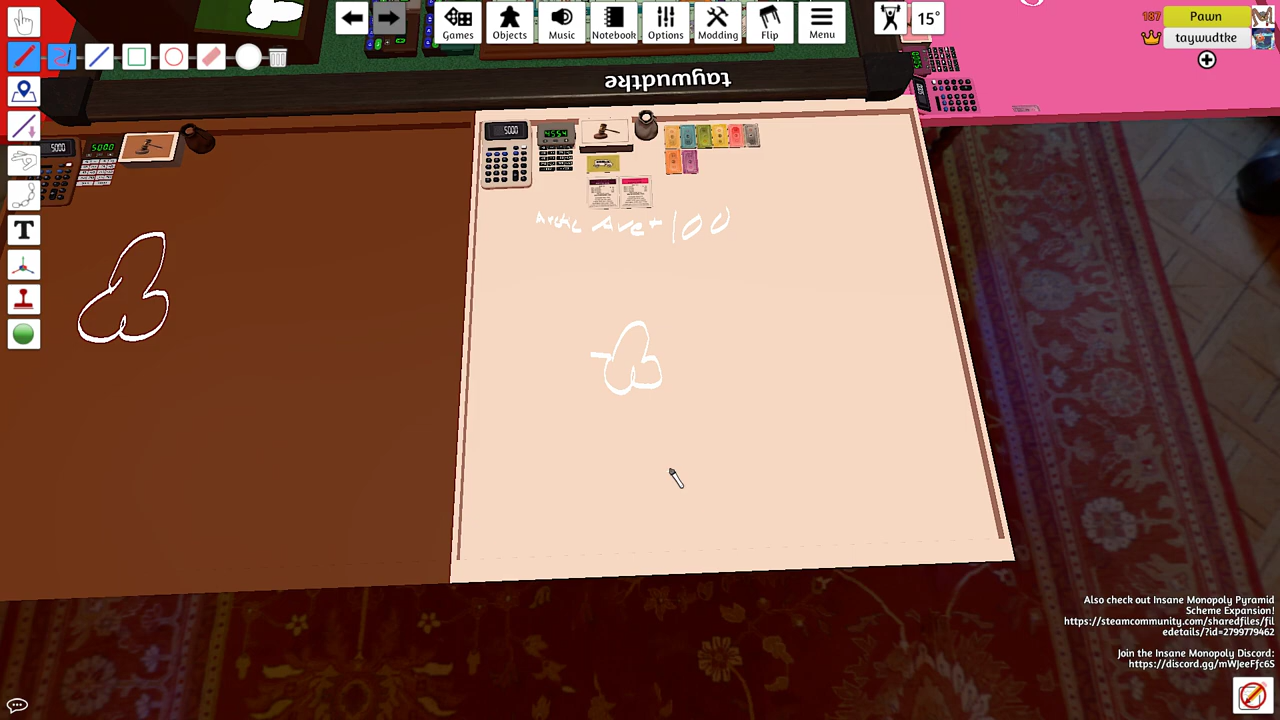 Games
Objects
Music
Notebook
Options
Modding
Flip
Menu
15°
187
Pawn
taywudtke
taywudtke
5000
5000
5000
4554
Arctic Ave + 100
T
Also check out Insane Monopoly Pyramid
Scheme Expansion!
https://steamcommunity.com/sharedfiles/fil
edetails/?id=2799779462
Join the Insane Monopoly Discord:
https://discord.gg/mWJeeFfc6S